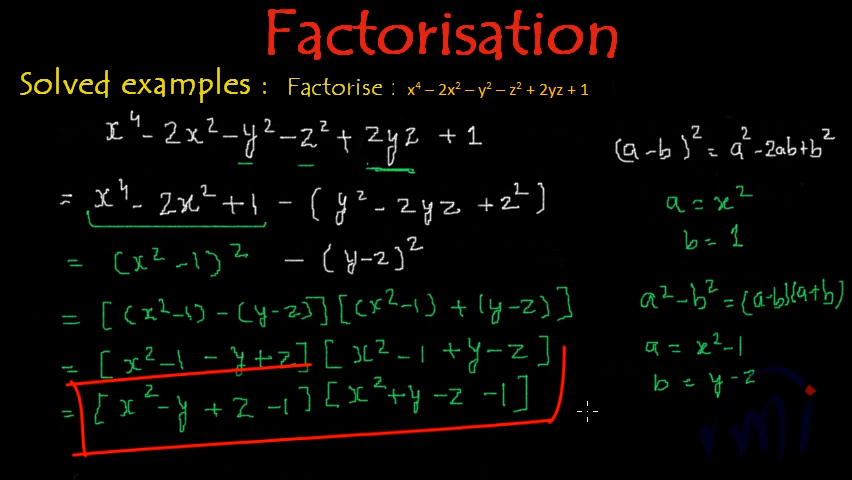 Factorisation
Solved examples : Factorise : x⁴ – 2x² – y² – z² + 2yz + 1
x⁴ - 2x² - y² - z² + 2yz + 1
= x⁴ - 2x² + 1 - (y² - 2yz + z²)
= (x² - 1)² - (y - z)²
= [(x² - 1) - (y - z)] [(x² - 1) + (y - z)]
= [x² - 1 - y + z] [x² - 1 + y - z]
= [x² - y + z - 1] [x² + y - z - 1]
(a - b)² = a² - 2ab + b²
a = x²
b = 1
a² - b² = (a - b)(a + b)
a = x² - 1
b = y - z
rmi